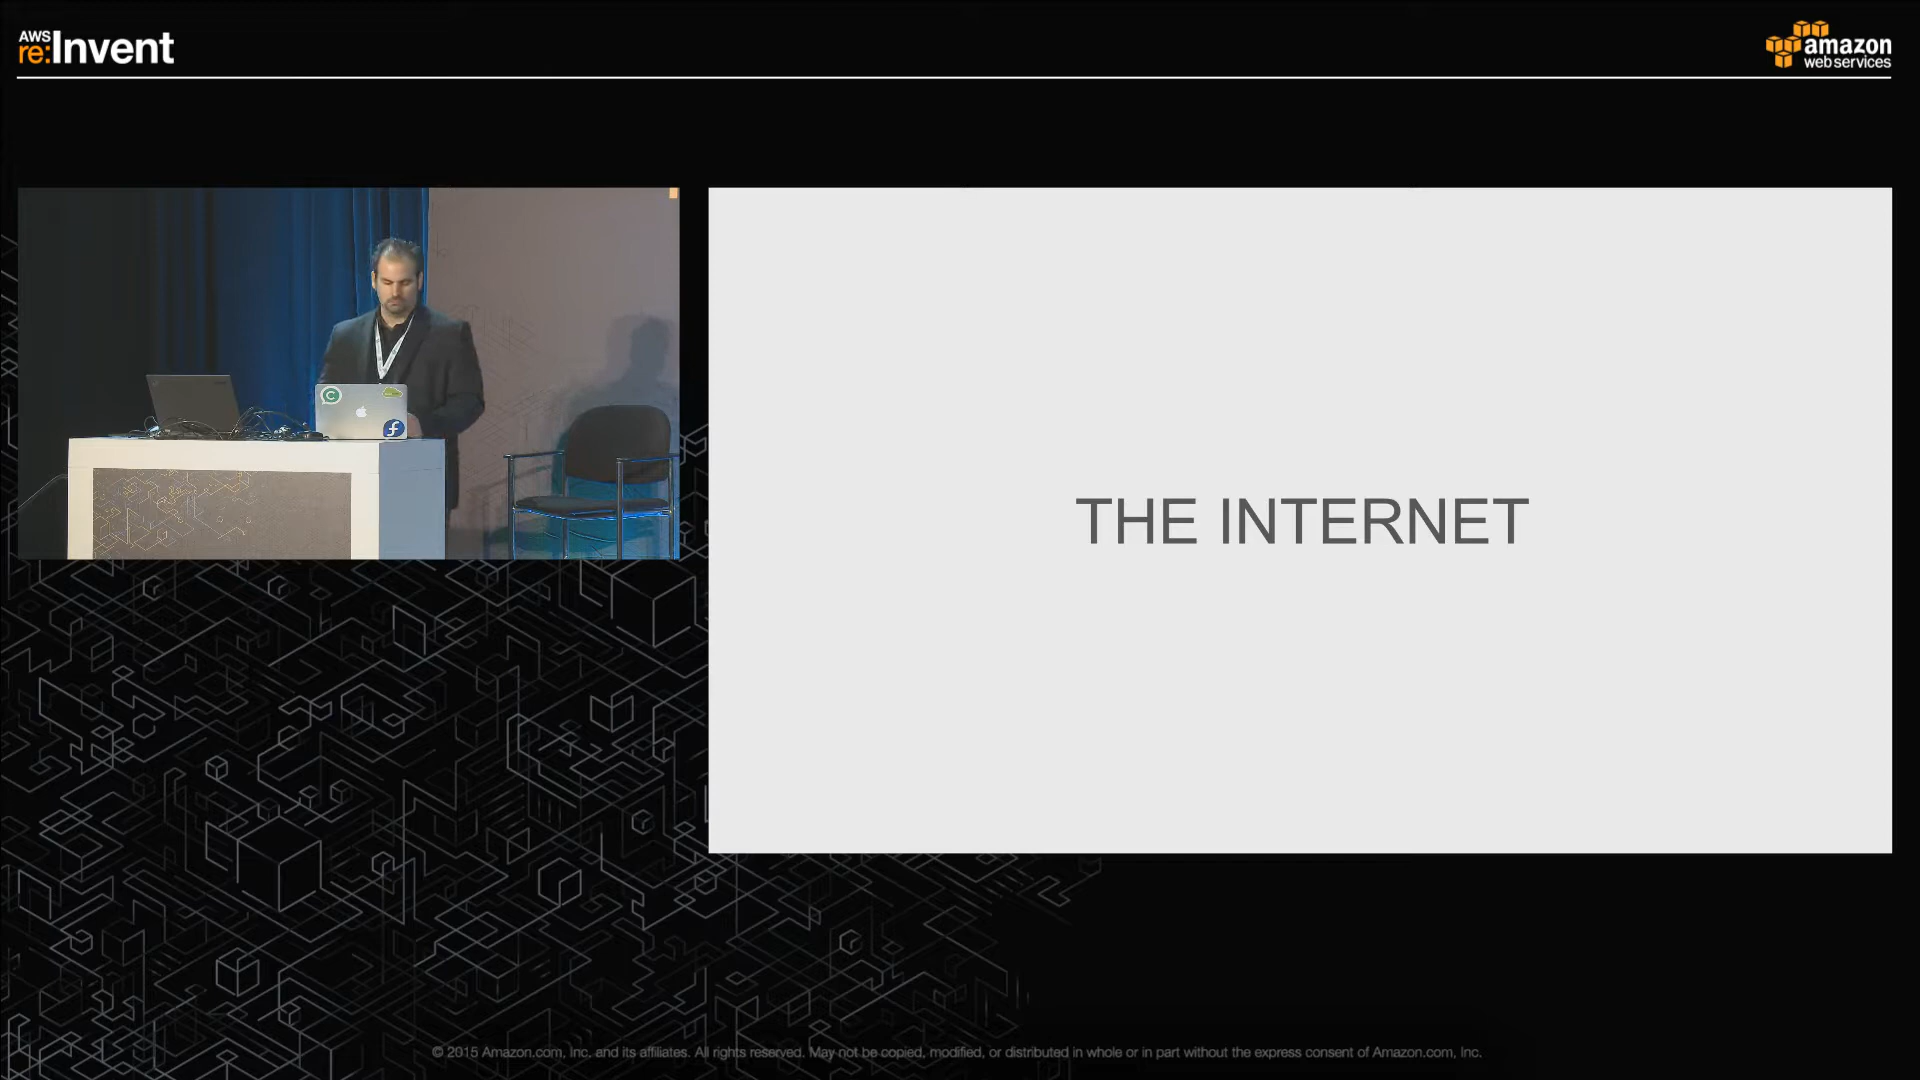 AWS
re:Invent
amazon
web services
THE INTERNET
© 2015 Amazon.com, Inc. and its affiliates. All rights reserved. May not be copied, modified, or distributed in whole or in part without the express consent of Amazon.com, Inc.